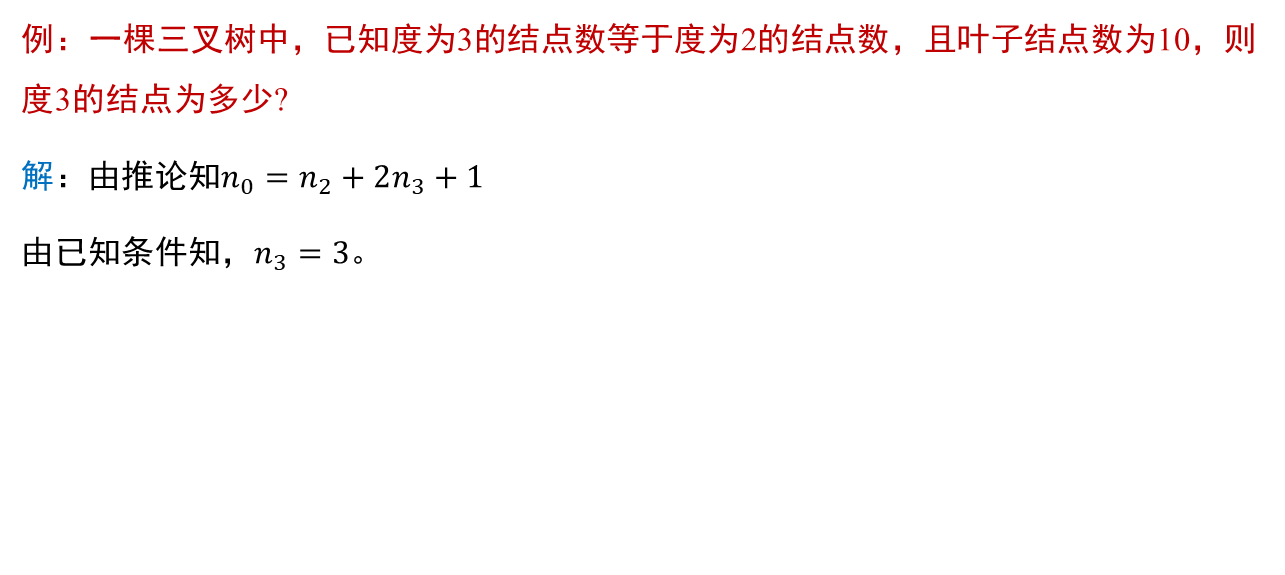 例：一棵三叉树中，已知度为3的结点数等于度为2的结点数，且叶子结点数为10，则
度3的结点为多少?
解：由推论知n₀ = n₂ + 2n₃ + 1
由已知条件知，n₃ = 3。